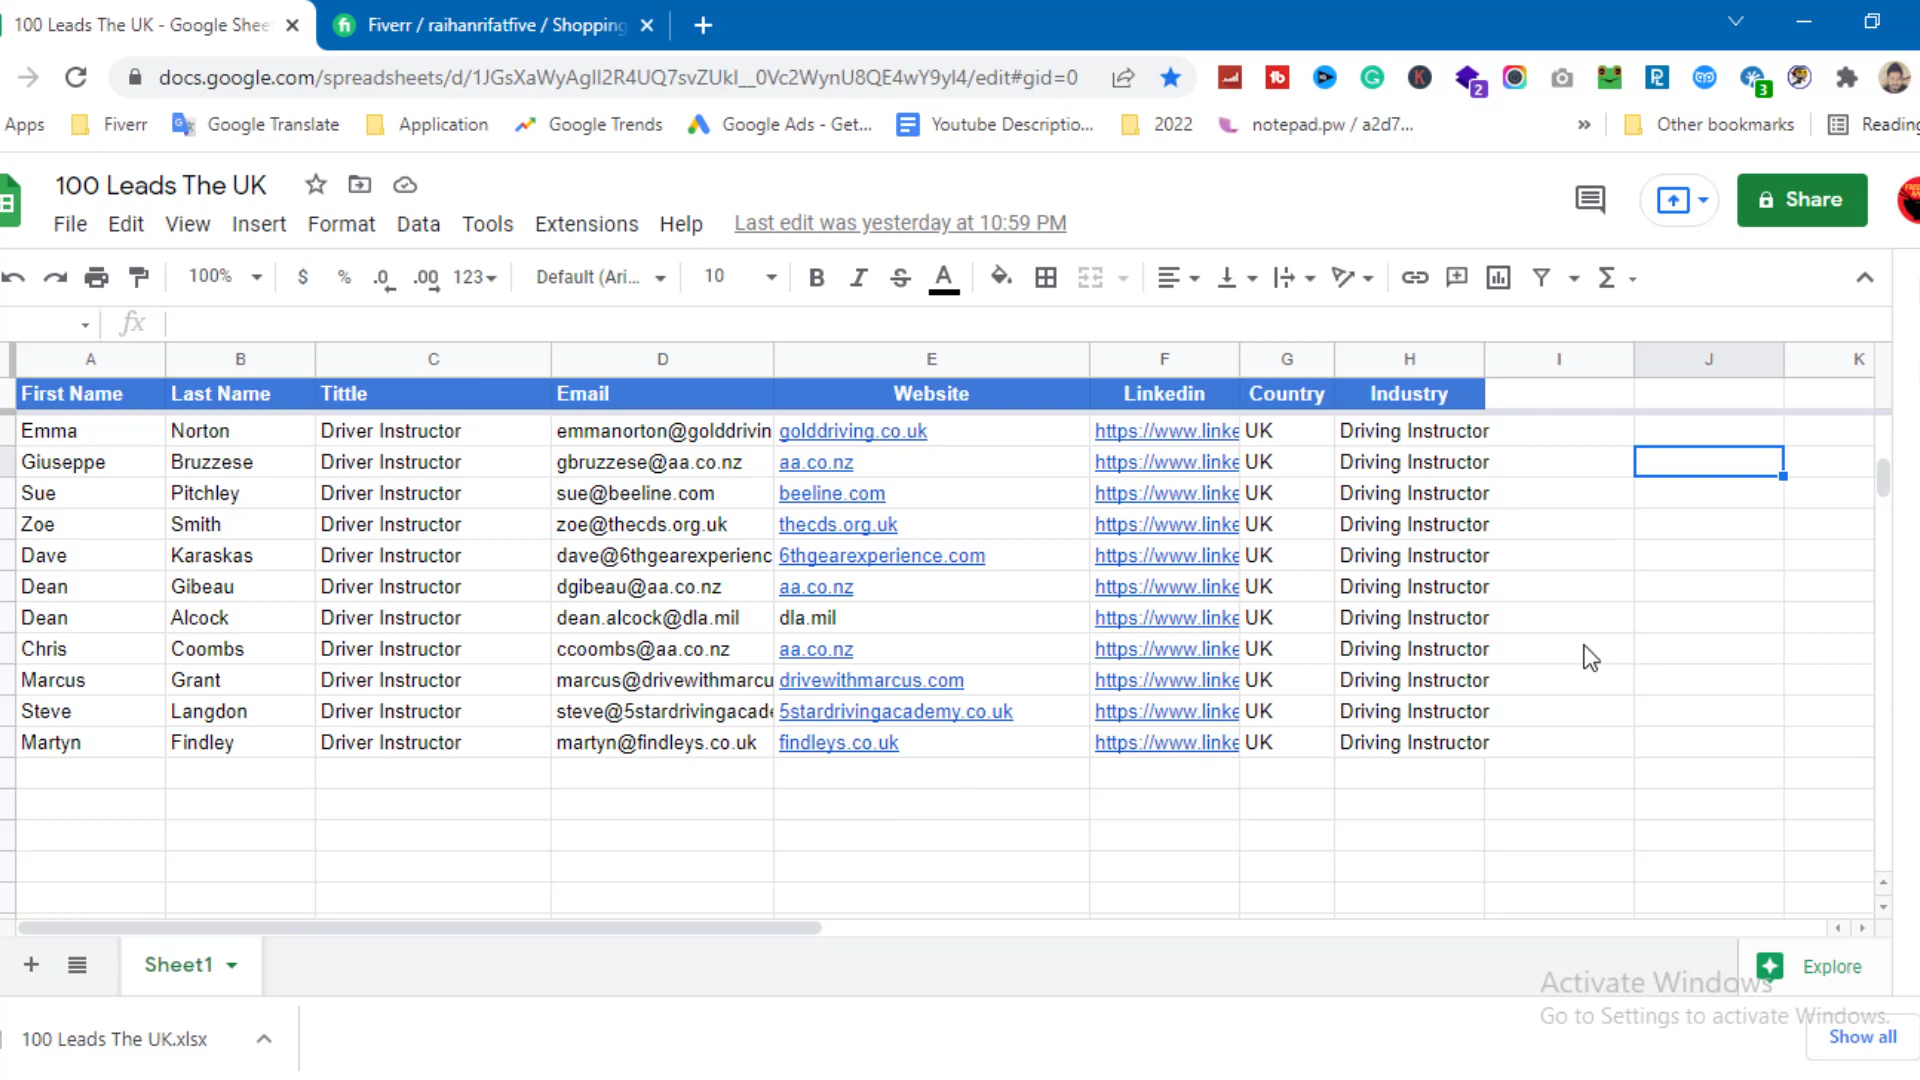 100 Leads The UK - Google Shee
Fiverr / raihanrifatfive / Shopping
docs.google.com/spreadsheets/d/1JGsXaWyAgIl2R4UQ7svZUkI__0Vc2WynU8QE4wY9yI4/edit#gid=0
2
3
Apps Fiverr Google Translate Application Google Trends Google Ads - Get... Youtube Descriptio... 2022 notepad.pw / a2d7... » Other bookmarks Reading
100 Leads The UK
File Edit View Insert Format Data Tools Extensions Help Last edit was yesterday at 10:59 PM
Share
100% $ % .0 .00 123 Default (Ari... 10 B I S A Σ
fx
A B C D E F G H I J K
First Name Last Name Tittle Email Website Linkedin Country Industry
Emma Norton Driver Instructor emmanorton@golddrivin golddriving.co.uk https://www.linke UK Driving Instructor
Giuseppe Bruzzese Driver Instructor gbruzzese@aa.co.nz aa.co.nz https://www.linke UK Driving Instructor
Sue Pitchley Driver Instructor sue@beeline.com beeline.com https://www.linke UK Driving Instructor
Zoe Smith Driver Instructor zoe@thecds.org.uk thecds.org.uk https://www.linke UK Driving Instructor
Dave Karaskas Driver Instructor dave@6thgearexperienc 6thgearexperience.com https://www.linke UK Driving Instructor
Dean Gibeau Driver Instructor dgibeau@aa.co.nz aa.co.nz https://www.linke UK Driving Instructor
Dean Alcock Driver Instructor dean.alcock@dla.mil dla.mil https://www.linke UK Driving Instructor
Chris Coombs Driver Instructor ccoombs@aa.co.nz aa.co.nz https://www.linke UK Driving Instructor
Marcus Grant Driver Instructor marcus@drivewithmarcu drivewithmarcus.com https://www.linke UK Driving Instructor
Steve Langdon Driver Instructor steve@5stardrivingacade 5stardrivingacademy.co.uk https://www.linke UK Driving Instructor
Martyn Findley Driver Instructor martyn@findleys.co.uk findleys.co.uk https://www.linke UK Driving Instructor
Sheet1
Explore
Activate Windows
Go to Settings to activate Windows.
100 Leads The UK.xlsx
Show all